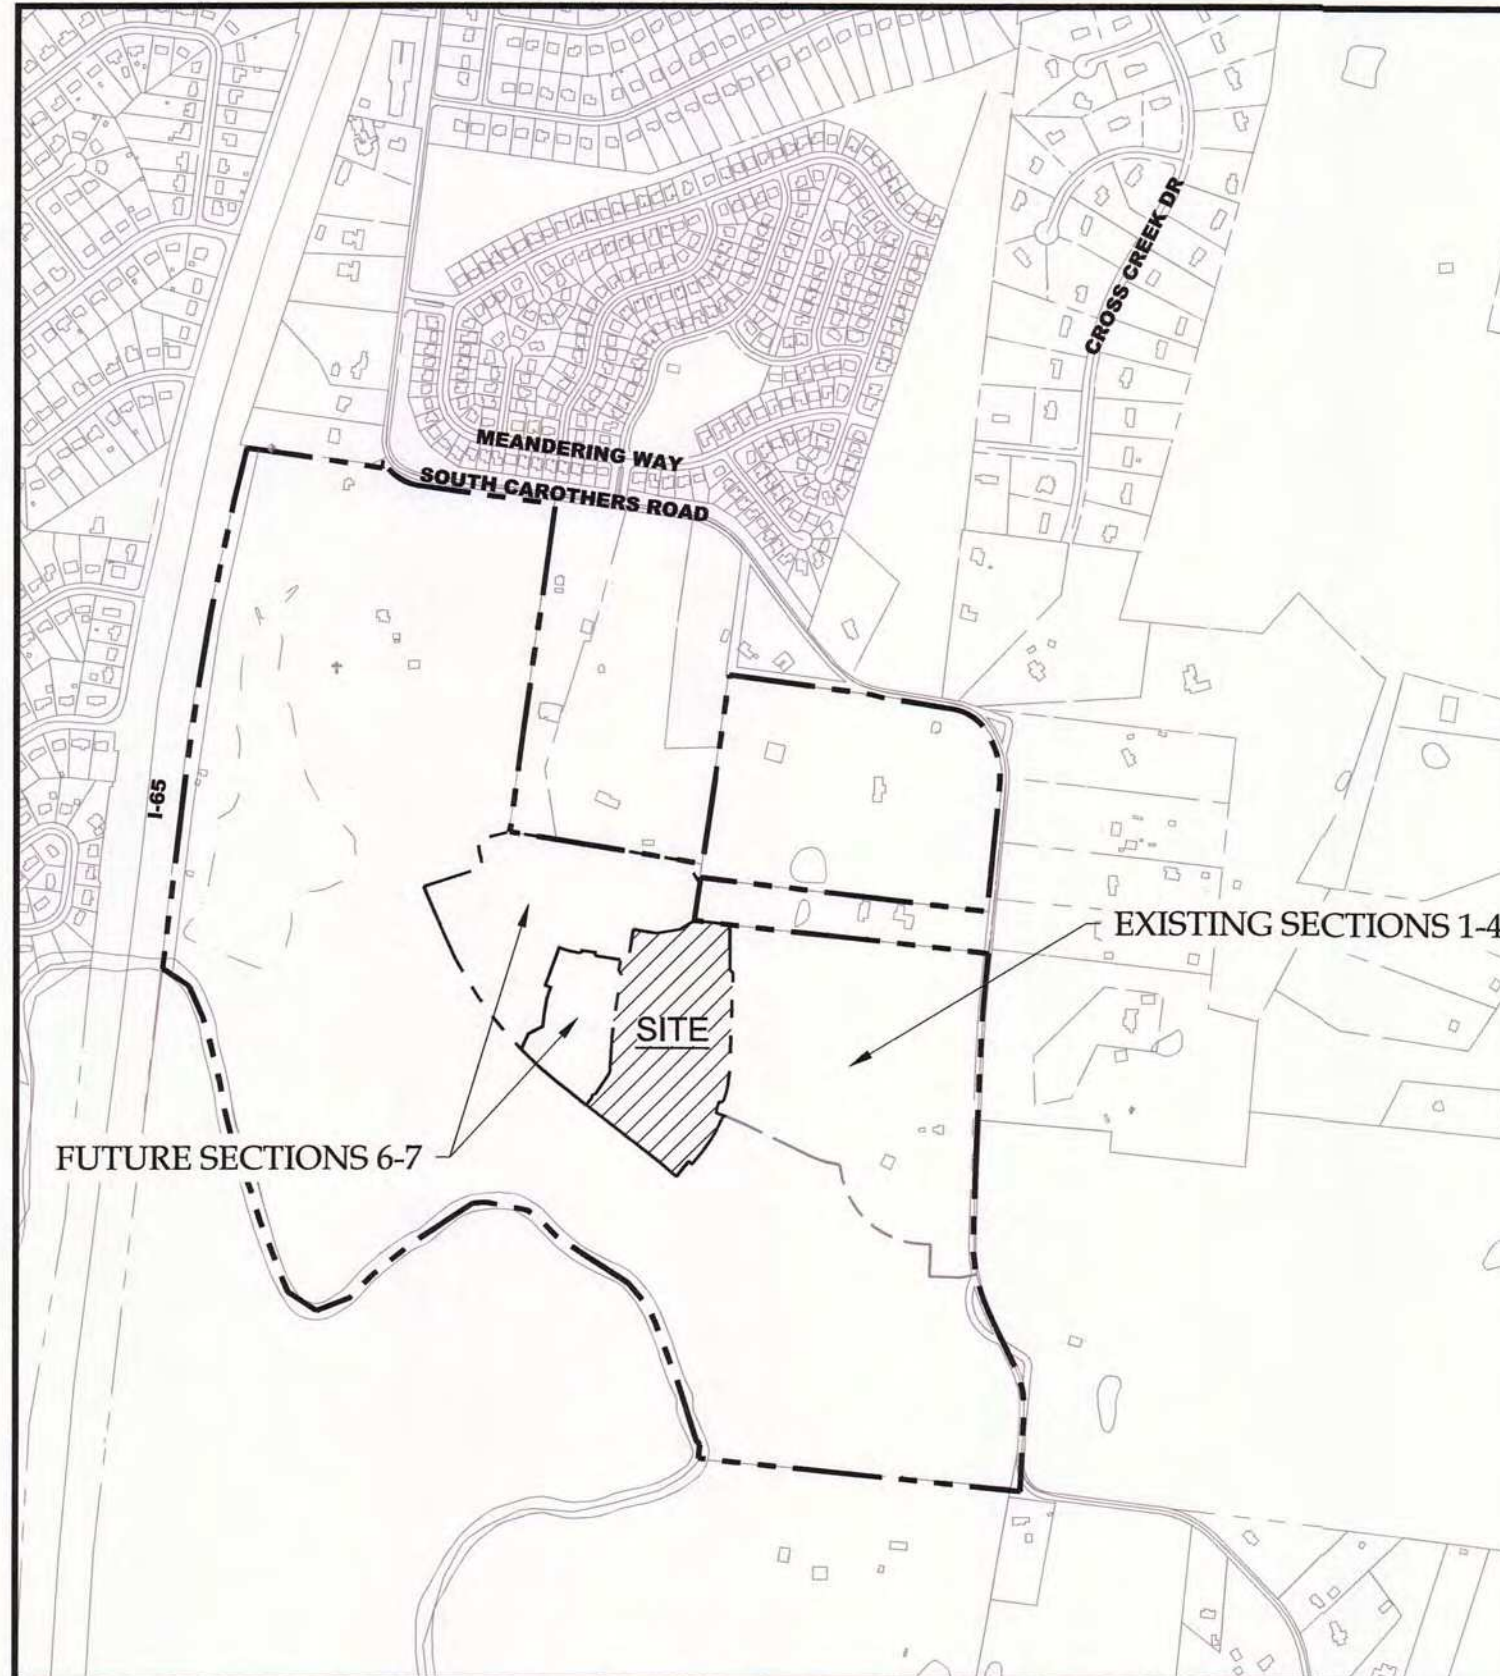 CROSS CREEK DR
MEANDERING WAY
SOUTH CAROTHERS ROAD
I-65
EXISTING SECTIONS 1-4
SITE
FUTURE SECTIONS 6-7